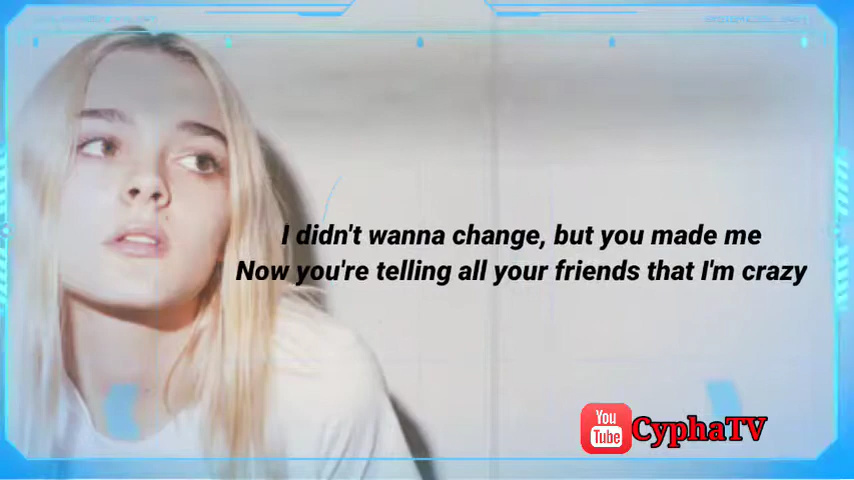 I didn't wanna change, but you made me
Now you're telling all your friends that I'm crazy
You
Tube
CyphaTV